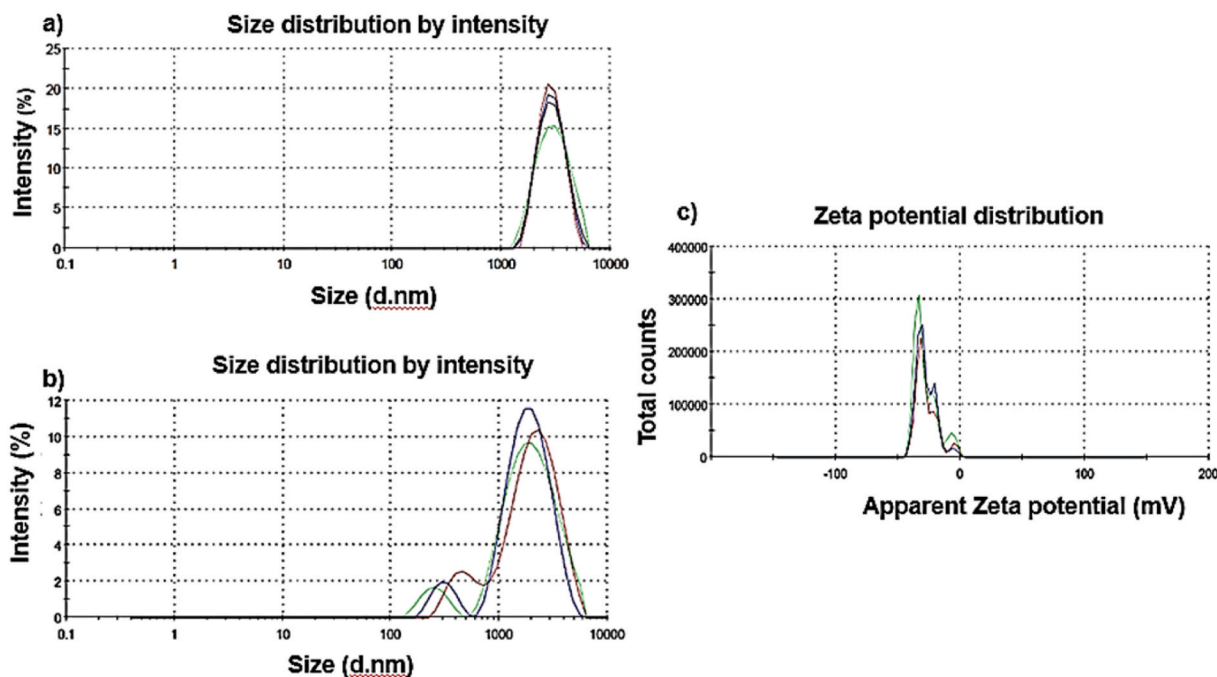 a) Size distribution by intensity
25
20
15
10
5
0
Intensity (%)
0.1 1 10 100 1000 10000
Size (d.nm)
b) Size distribution by intensity
12
10
8
6
4
2
0
Intensity (%)
0.1 1 10 100 1000 10000
Size (d.nm)
c) Zeta potential distribution
400000
300000
200000
100000
0
Total counts
-100 0 100 200
Apparent Zeta potential (mV)